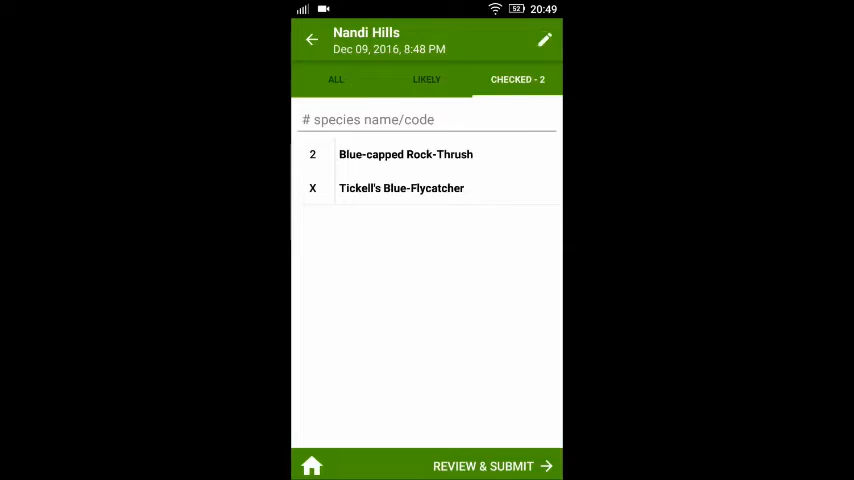 52 20:49
Nandi Hills
Dec 09, 2016, 8:48 PM
ALL LIKELY CHECKED - 2
# species name/code
2 Blue-capped Rock-Thrush
X Tickell's Blue-Flycatcher
REVIEW & SUBMIT